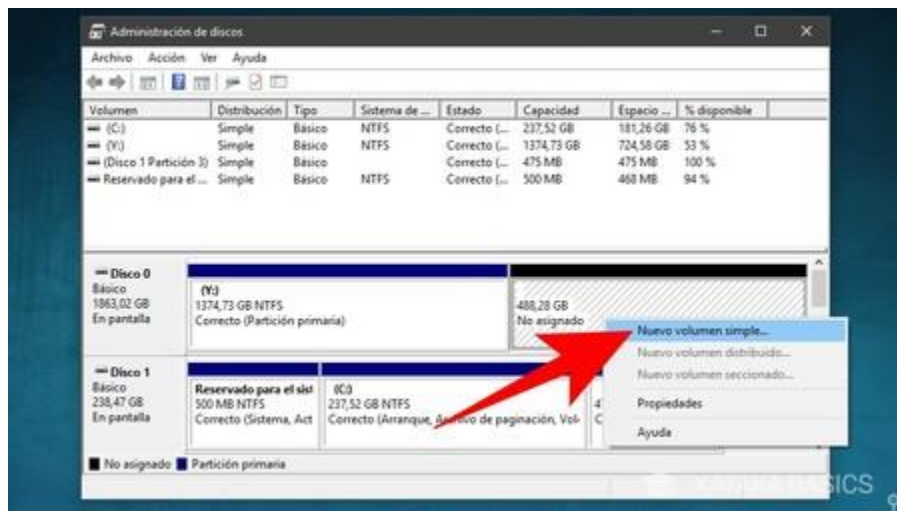 Administración de discos
Archivo Acción Ver Ayuda
Volumen Distribución Tipo Sistema de ... Estado Capacidad Espacio ... % disponible
(C:) Simple Básico NTFS Correcto (... 237,52 GB 181,26 GB 76 %
(Y:) Simple Básico NTFS Correcto (... 1374,73 GB 724,58 GB 53 %
(Disco 1 Partición 3) Simple Básico Correcto (... 475 MB 475 MB 100 %
Reservado para el ... Simple Básico NTFS Correcto (... 500 MB 468 MB 94 %
Disco 0
Básico
1863,02 GB
En pantalla
(Y:)
1374,73 GB NTFS
Correcto (Partición primaria)
488,28 GB
No asignado
Nuevo volumen simple...
Nuevo volumen distribuido...
Nuevo volumen seccionado...
Propiedades
Ayuda
Disco 1
Básico
238,47 GB
En pantalla
Reservado para el sist
500 MB NTFS
Correcto (Sistema, Act
(C:)
237,52 GB NTFS
Correcto (Arranque, de paginación, Vol
No asignado Partición primaria